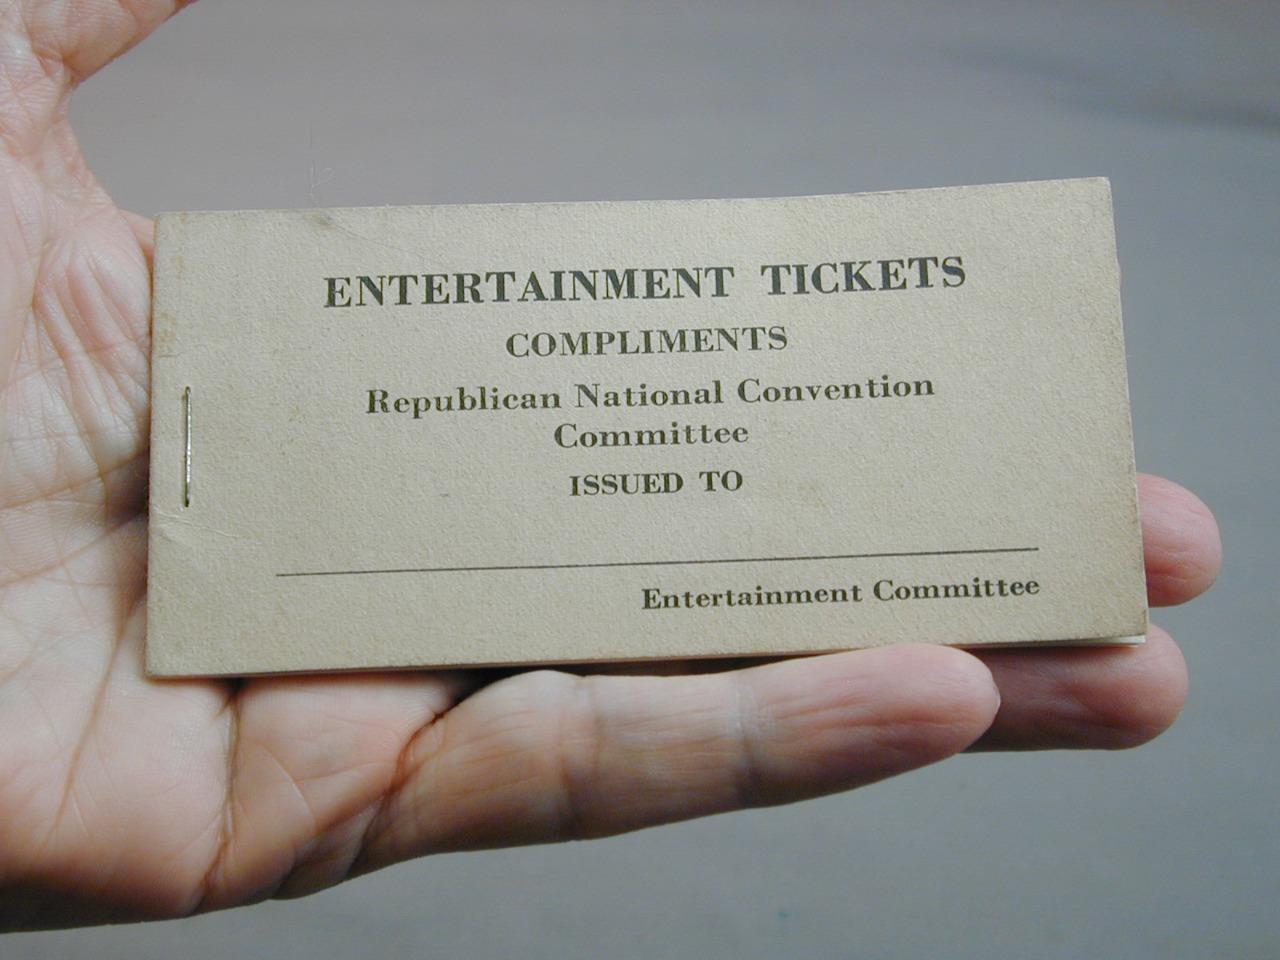 ENTERTAINMENT TICKETS
COMPLIMENTS
Republican National Convention
Committee
ISSUED TO
Entertainment Committee